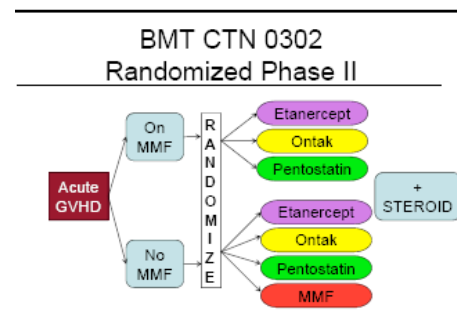 BMT CTN 0302
Randomized Phase II
Acute
GVHD
On
MMF
No
MMF
R
A
N
D
O
M
I
Z
E
Etanercept
Ontak
Pentostatin
Etanercept
Ontak
Pentostatin
MMF
+
STEROID